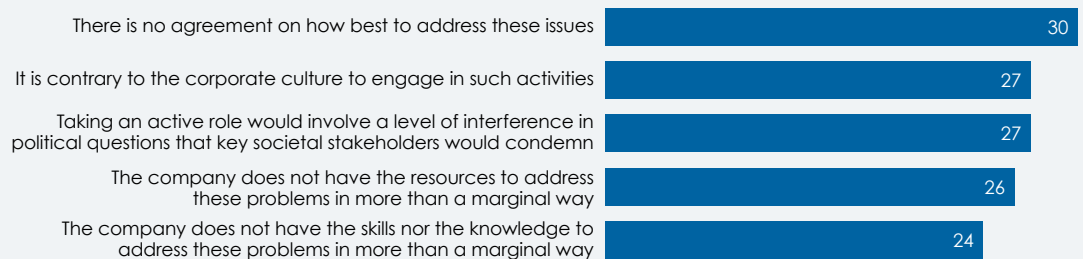 There is no agreement on how best to address these issues 30
It is contrary to the corporate culture to engage in such activities 27
Taking an active role would involve a level of interference in
political questions that key societal stakeholders would condemn 27
The company does not have the resources to address
these problems in more than a marginal way 26
The company does not have the skills nor the knowledge to
address these problems in more than a marginal way 24